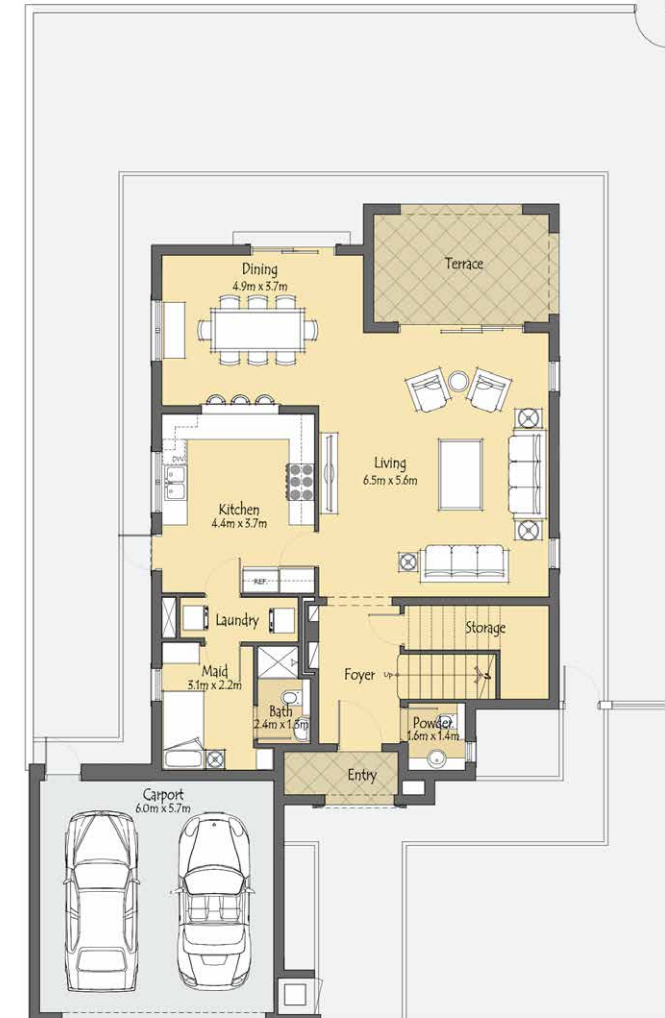 Terrace
Dining
4.9m x 3.7m
Living
6.5m x 5.6m
Kitchen
4.4m x 3.7m
REF.
Laundry
Storage
Maid
3.1m x 2.2m
Foyer
UP
Bath
2.4m x 1.3m
Powder
1.6m x 1.4m
Entry
Carport
6.0m x 5.7m